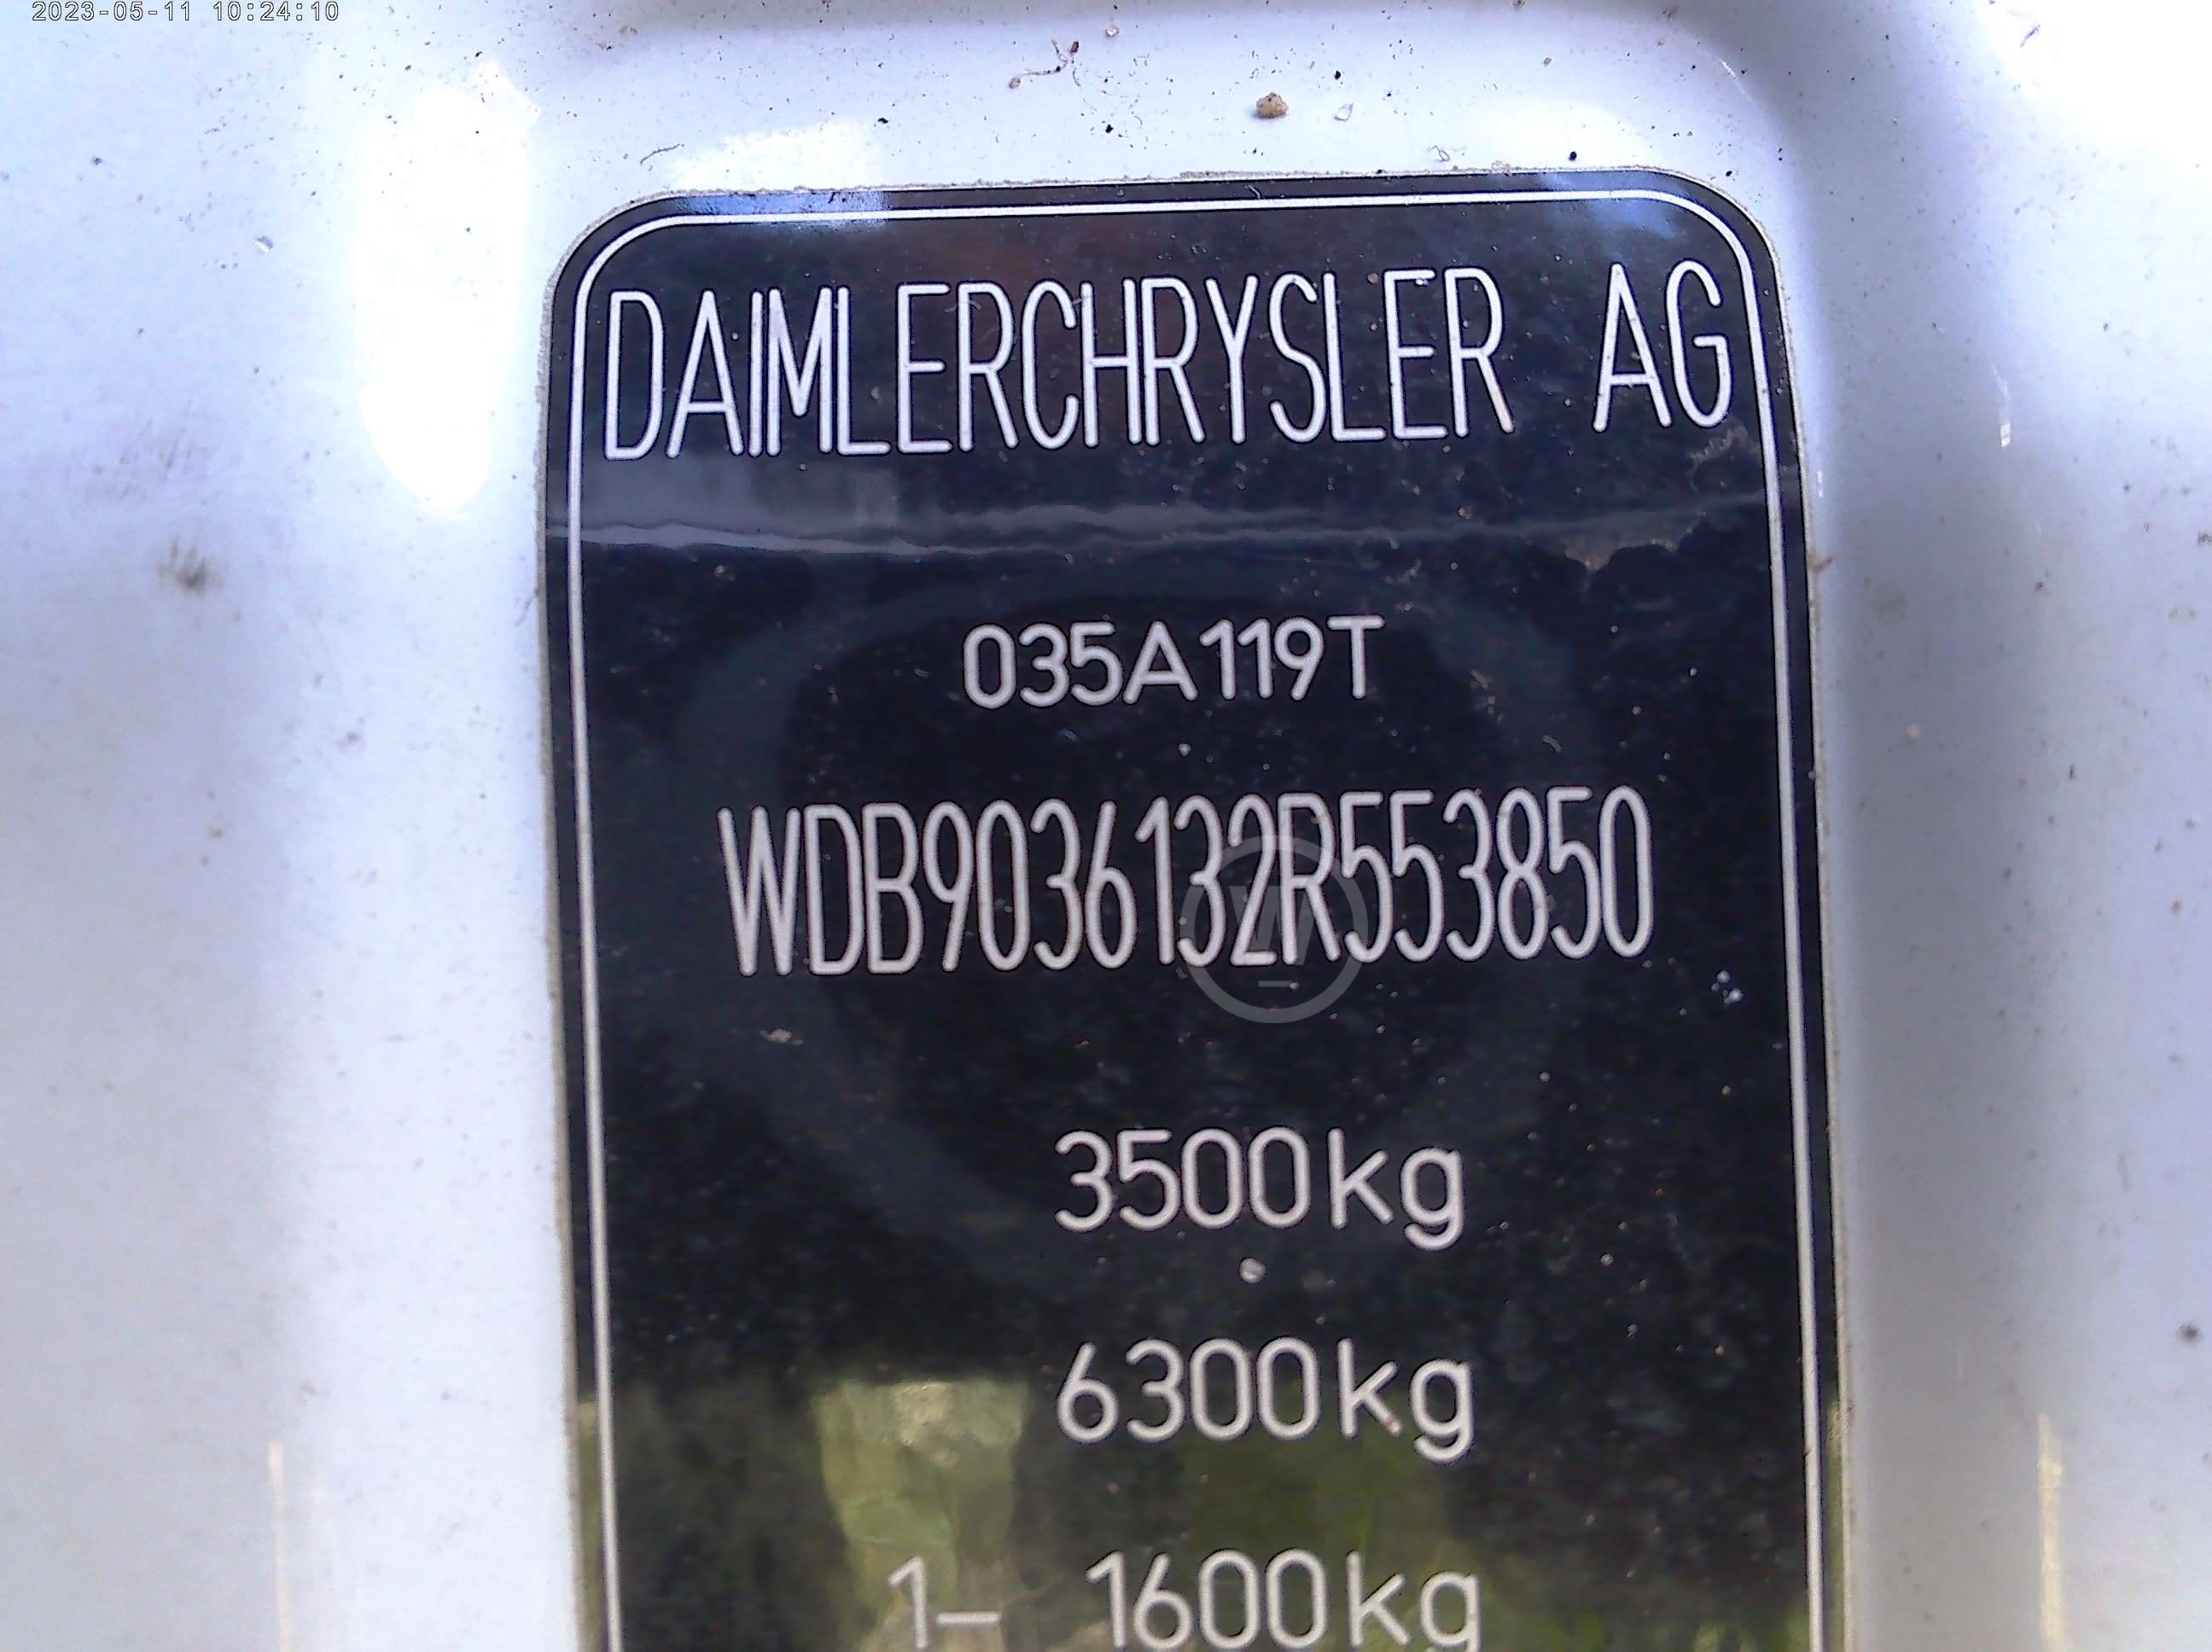 2023-05-11 10:24:10
DAIMLERCHRYSLER AG
035A119T
WDB9036132R553850
3500kg
6300kg
1- 1600kg